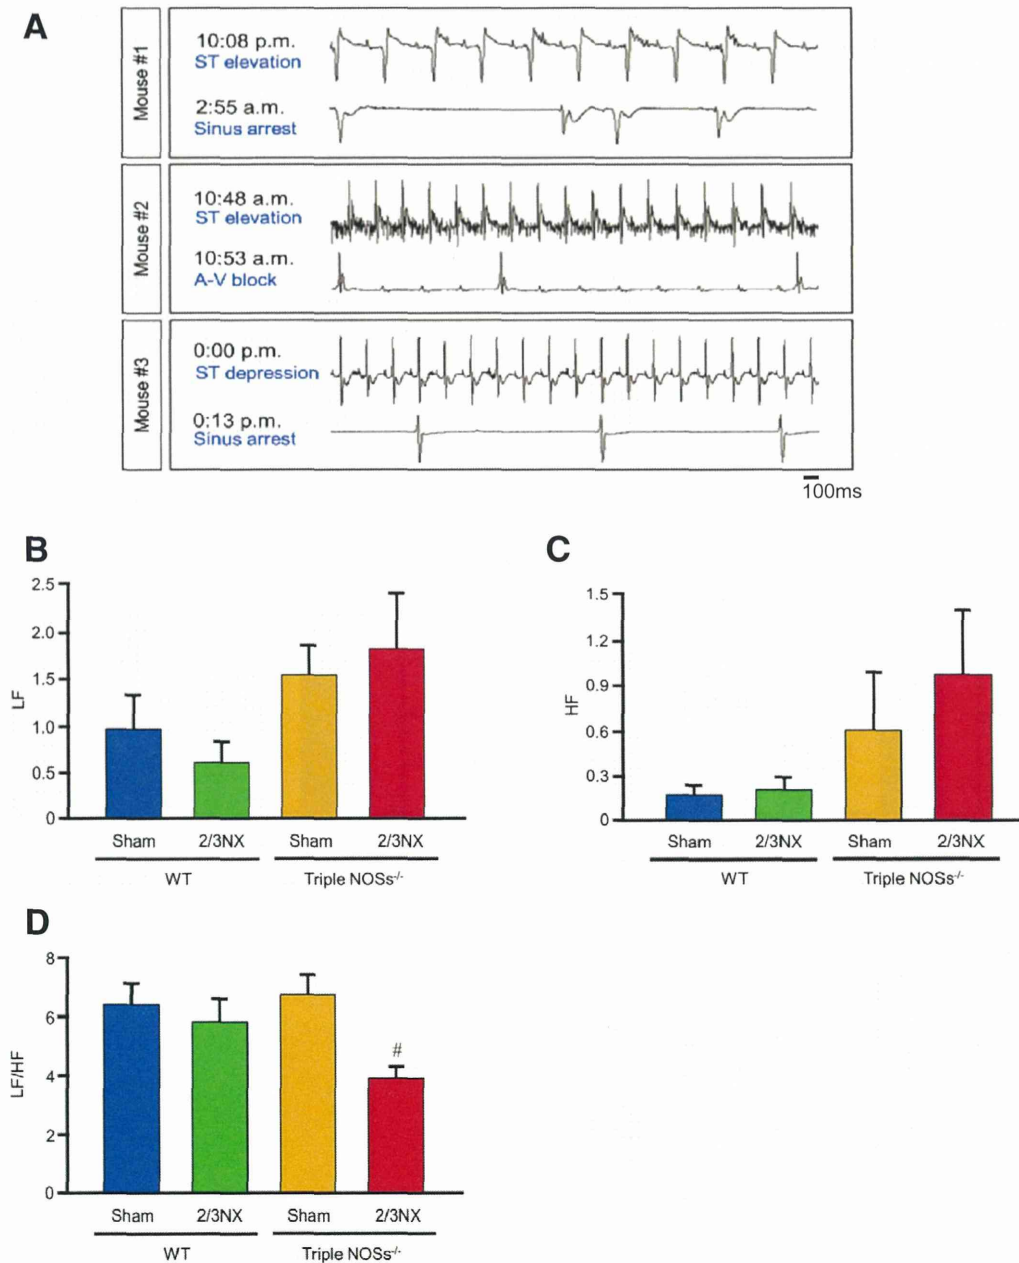 A
Mouse #1
10:08 p.m.
ST elevation
2:55 a.m.
Sinus arrest
Mouse #2
10:48 a.m.
ST elevation
10:53 a.m.
A-V block
Mouse #3
0:00 p.m.
ST depression
0:13 p.m.
Sinus arrest
100ms
B
LF
2.5
2.0
1.5
1.0
0.5
0
Sham 2/3NX Sham 2/3NX
WT Triple NOSs-/-
C
HF
1.5
1.2
0.9
0.6
0.3
0
Sham 2/3NX Sham 2/3NX
WT Triple NOSs-/-
D
LF/HF
8
6
4
2
0
#
Sham 2/3NX Sham 2/3NX
WT Triple NOSs-/-